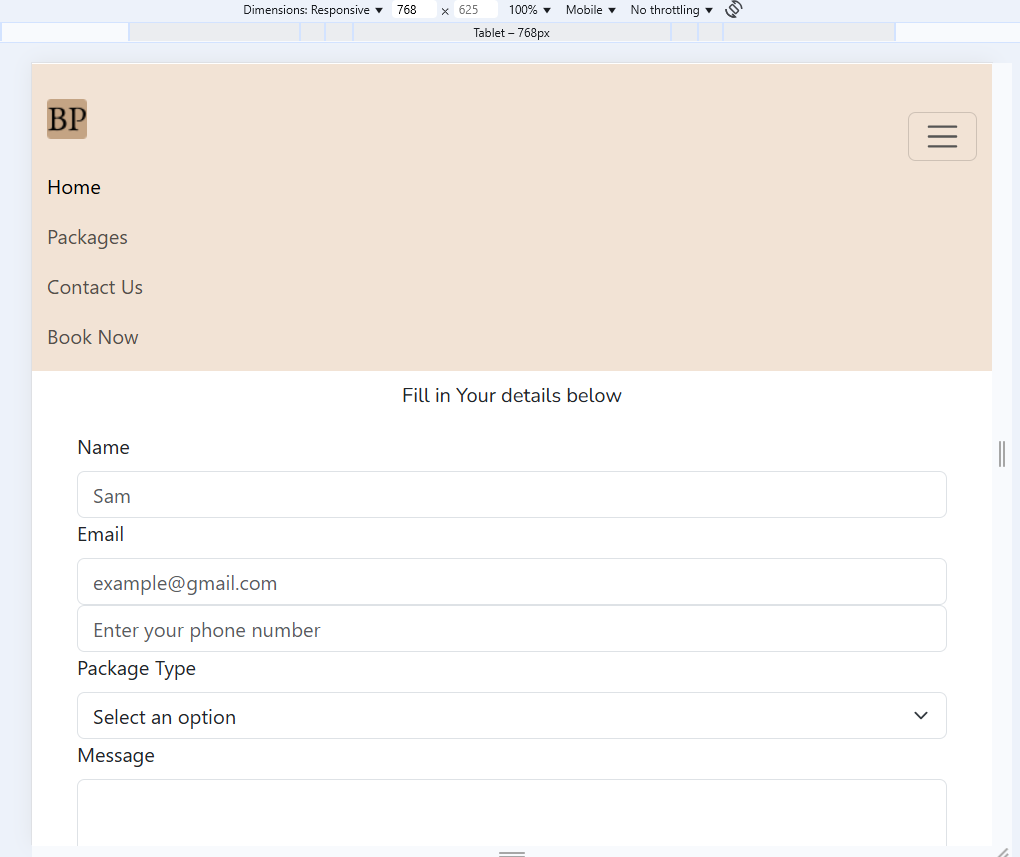 Dimensions: Responsive 768 × 625 100% Mobile No throttling
Tablet – 768px
BP
Home
Packages
Contact Us
Book Now
Fill in Your details below
Name
Sam
Email
example@gmail.com
Enter your phone number
Package Type
Select an option
Message